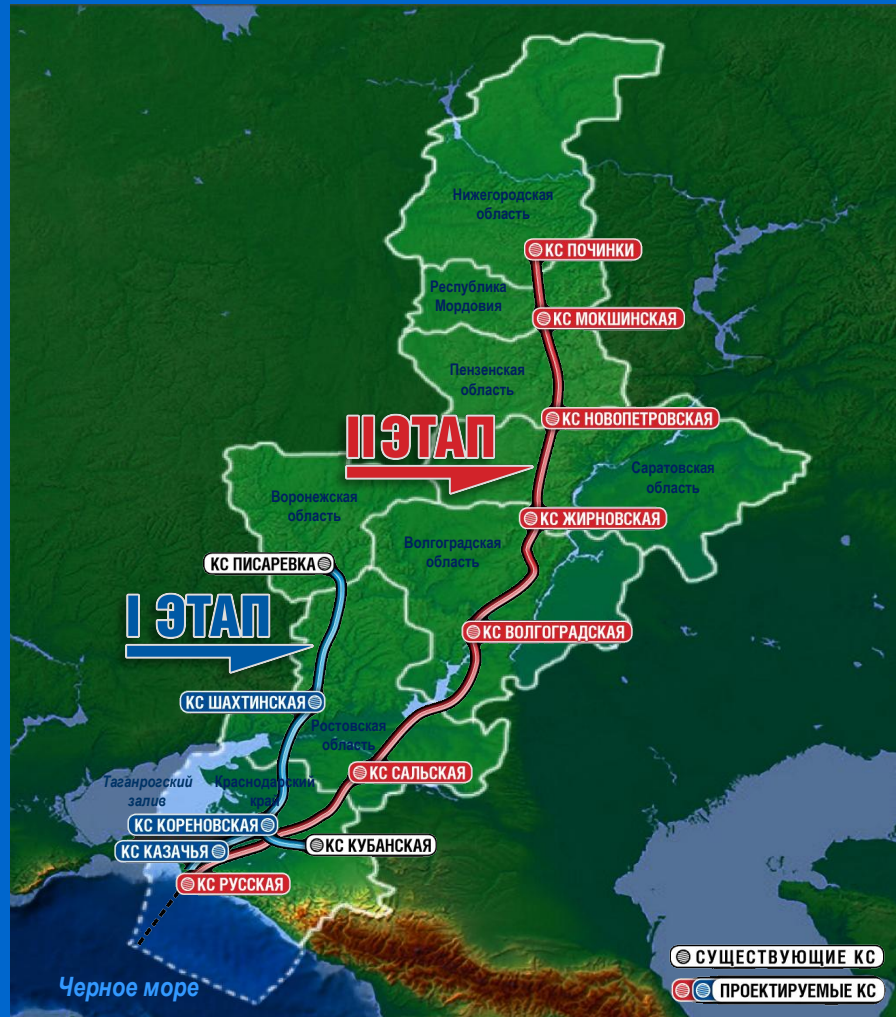 Нижегородская
область
КС ПОЧИНКИ
Республика
Мордовия
КС МОКШИНСКАЯ
Пензенская
область
КС НОВОПЕТРОВСКАЯ
II ЭТАП
Саратовская
область
Воронежская
область
КС ЖИРНОВСКАЯ
Волгоградская
область
КС ПИСАРЕВКА
I ЭТАП
КС ВОЛГОГРАДСКАЯ
КС ШАХТИНСКАЯ
Ростовская
область
КС САЛЬСКАЯ
Таганрогский
залив
Краснодарский
край
КС КОРЕНОВСКАЯ
КС КУБАНСКАЯ
КС КАЗАЧЬЯ
КС РУССКАЯ
Черное море
СУЩЕСТВУЮЩИЕ КС
ПРОЕКТИРУЕМЫЕ КС